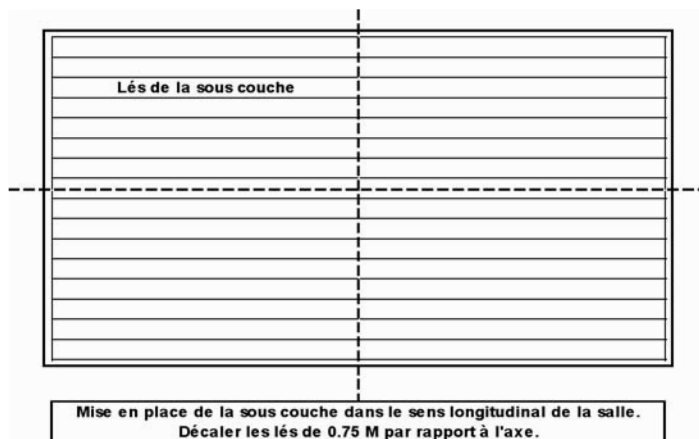 Lés de la sous couche
Mise en place de la sous couche dans le sens longitudinal de la salle.
Décaler les lés de 0.75 M par rapport à l'axe.